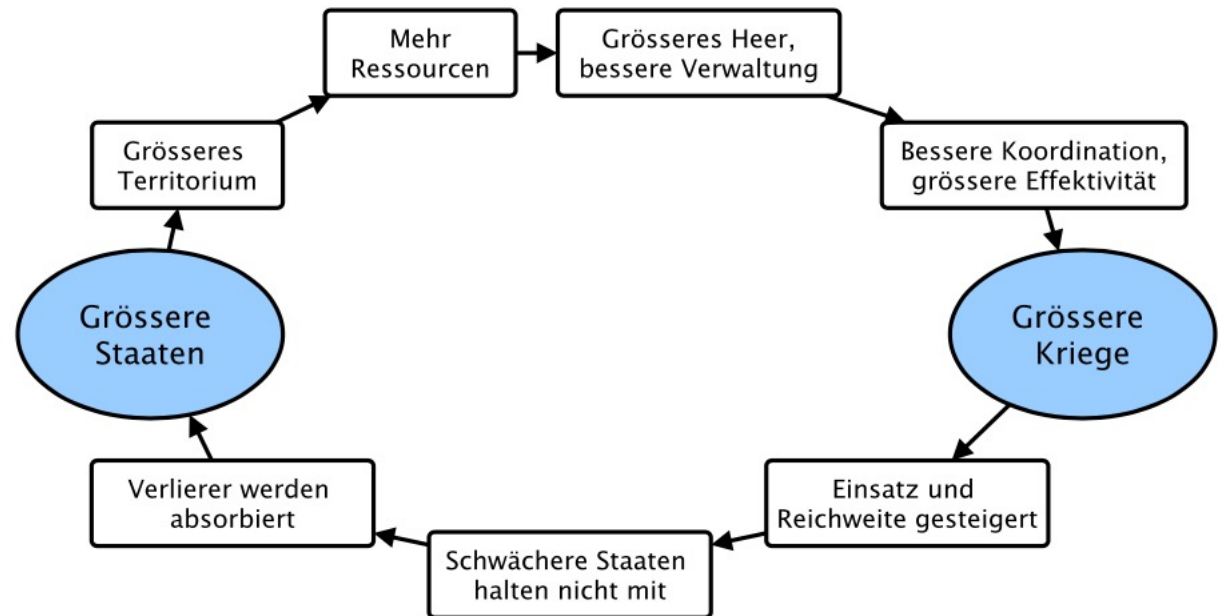 Mehr
Ressourcen
Grösseres Heer,
bessere Verwaltung
Grösseres
Territorium
Bessere Koordination,
grössere Effektivität
Grössere
Staaten
Grössere
Kriege
Verlierer werden
absorbiert
Einsatz und
Reichweite gesteigert
Schwächere Staaten
halten nicht mit